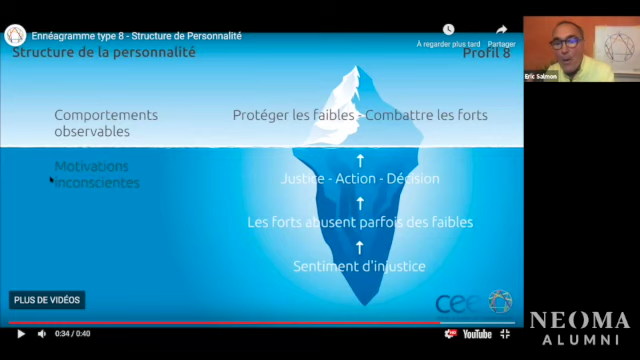 Ennéagramme type 8 - Structure de Personnalité
À regarder plus tard
Partager
Structure de la personnalité
Profil 8
Eric Salmon
Comportements
observables
Protéger les faibles - Combattre les forts
Motivations
inconscientes
Justice - Action - Décision
Les forts abusent parfois des faibles
Sentiment d'injustice
PLUS DE VIDÉOS
cee
0:34 / 0:40
HD
YouTube
NEOMA
ALUMNI